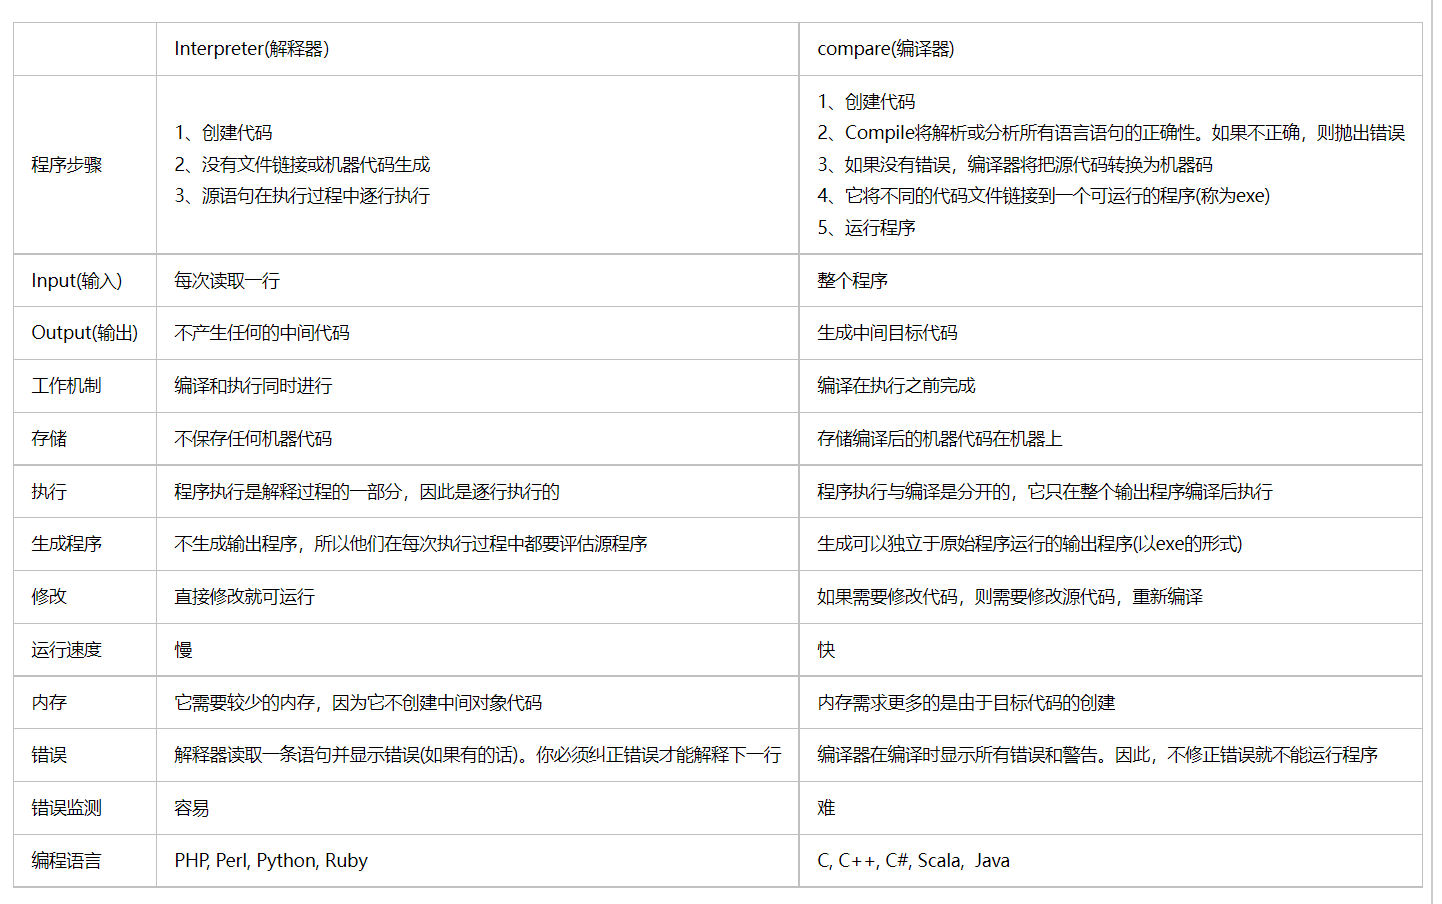 Interpreter(解释器) compare(编译器)
程序步骤
1、创建代码
2、没有文件链接或机器代码生成
3、源语句在执行过程中逐行执行
1、创建代码
2、Compile将解析或分析所有语言语句的正确性。如果不正确，则抛出错误
3、如果没有错误，编译器将把源代码转换为机器码
4、它将不同的代码文件链接到一个可运行的程序(称为exe)
5、运行程序
Input(输入) 每次读取一行 整个程序
Output(输出) 不产生任何的中间代码 生成中间目标代码
工作机制 编译和执行同时进行 编译在执行之前完成
存储 不保存任何机器代码 存储编译后的机器代码在机器上
执行 程序执行是解释过程的一部分，因此是逐行执行的 程序执行与编译是分开的，它只在整个输出程序编译后执行
生成程序 不生成输出程序，所以他们在每次执行过程中都要评估源程序 生成可以独立于原始程序运行的输出程序(以exe的形式)
修改 直接修改就可运行 如果需要修改代码，则需要修改源代码，重新编译
运行速度 慢 快
内存 它需要较少的内存，因为它不创建中间对象代码 内存需求更多的是由于目标代码的创建
错误 解释器读取一条语句并显示错误(如果有的话)。你必须纠正错误才能解释下一行 编译器在编译时显示所有错误和警告。因此，不修正错误就不能运行程序
错误监测 容易 难
编程语言 PHP, Perl, Python, Ruby C, C++, C#, Scala, Java